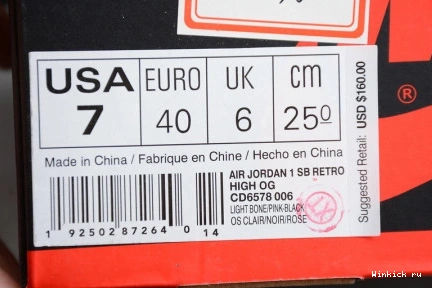 USA EURO UK cm
7 40 6 25.0
Made in China / Fabrique en Chine / Hecho en China
AIR JORDAN 1 SB RETRO
HIGH OG
CD6578 006
LIGHT BONE/PINK-BLACK
OS CLAIR/NOIR/ROSE
1 92502 87264 0 14
Suggested Retail: USD $160.00
®
Winkick.ru